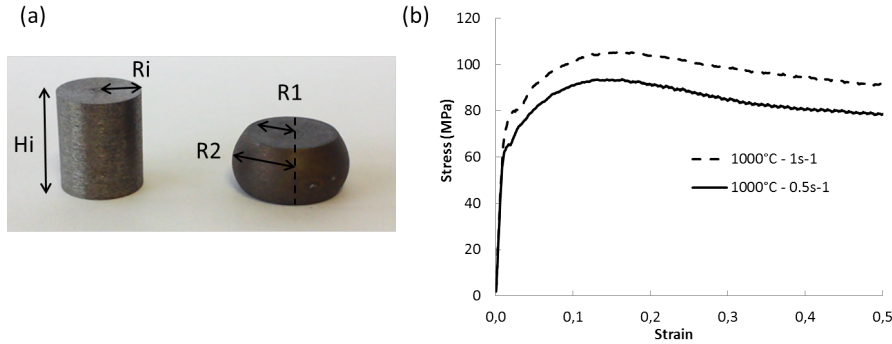 (a)
Ri
Hi
R1
R2
(b)
Stress (MPa)
120
100
80
60
40
20
0
1000°C - 1s-1
1000°C - 0.5s-1
0,0
0,1
0,2
0,3
0,4
0,5
Strain